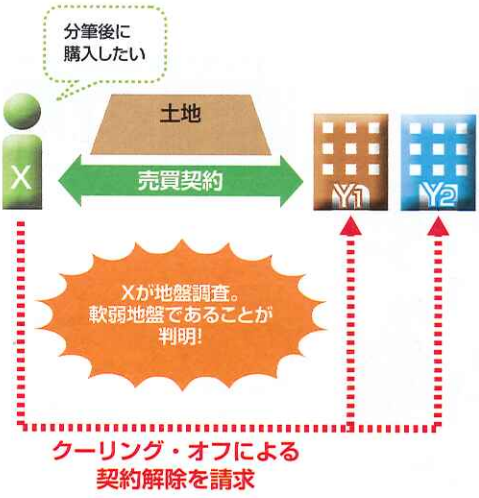 分筆後に
購入したい
土地
X
売買契約
Y1
Y2
Xが地盤調査。
軟弱地盤であることが
判明!
クーリング・オフによる
契約解除を請求